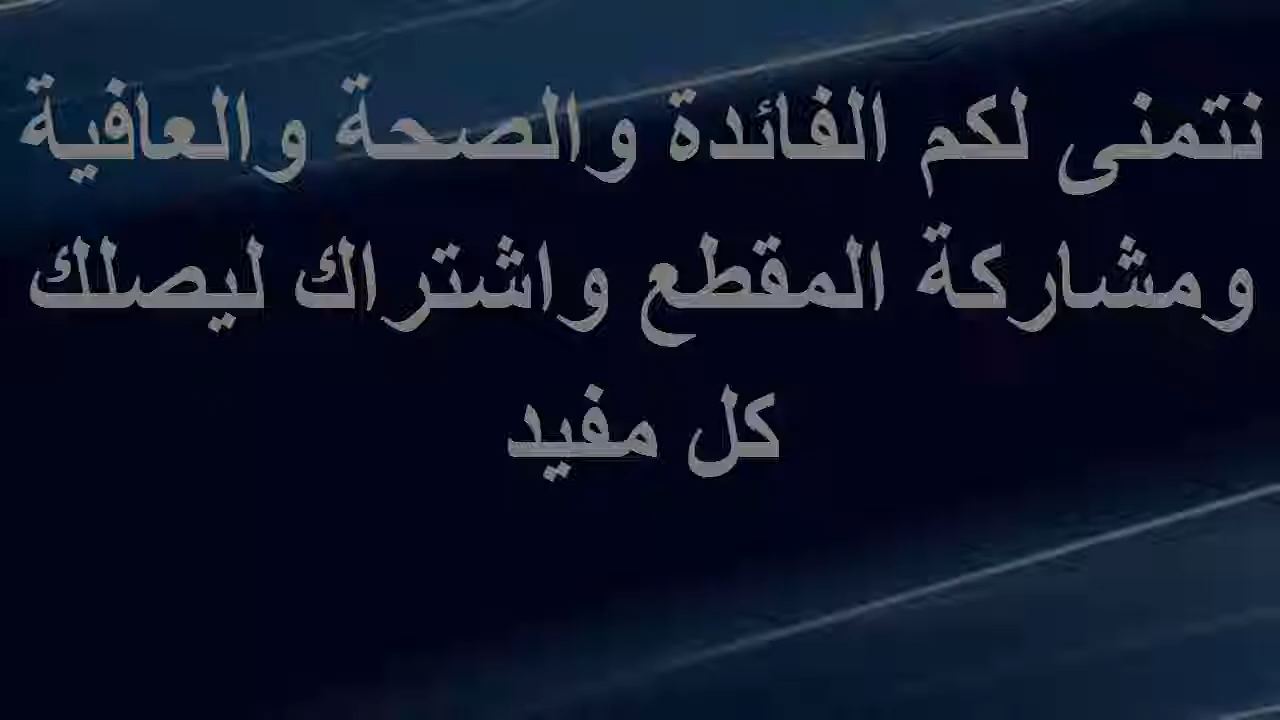 نتمنى لكم الفائدة والصحة والعافية
ومشاركة المقطع واشتراك ليصلك
كل مفيد